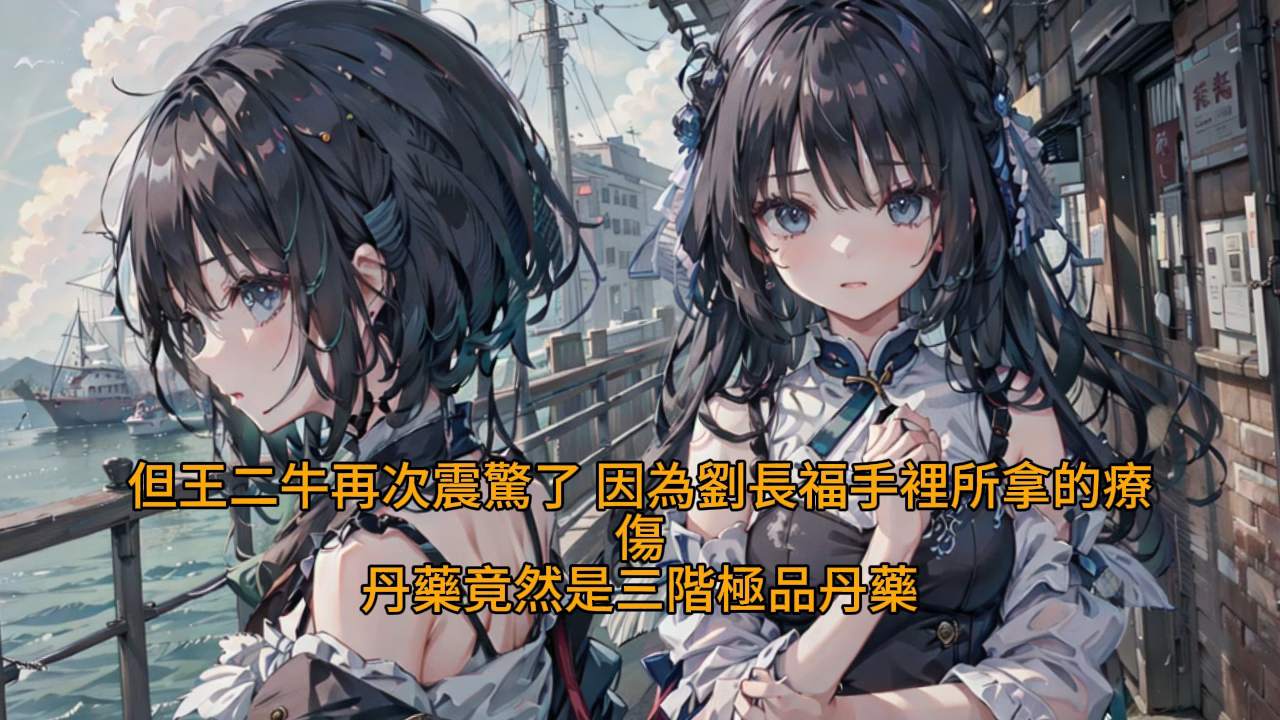 但王二牛再次震驚了 因為劉長福手裡所拿的療
傷
丹藥竟然是三階極品丹藥